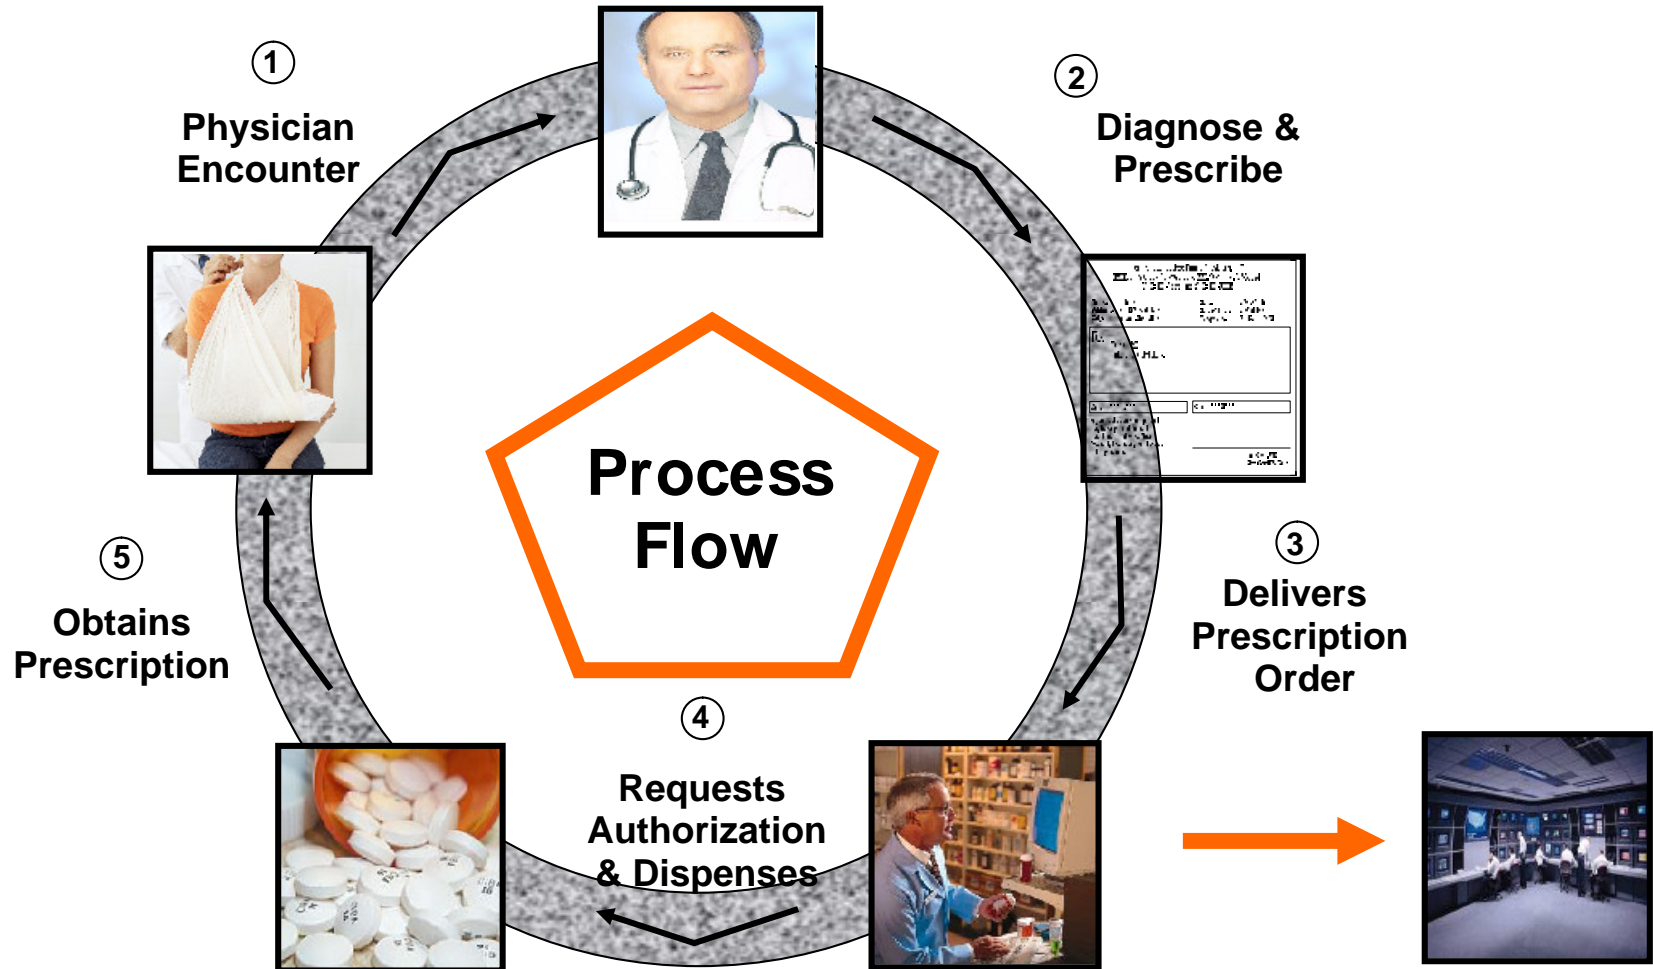 1
Physician
Encounter
2
Diagnose &
Prescribe
Process
Flow
3
Delivers
Prescription
Order
4
Requests
Authorization
& Dispenses
5
Obtains
Prescription